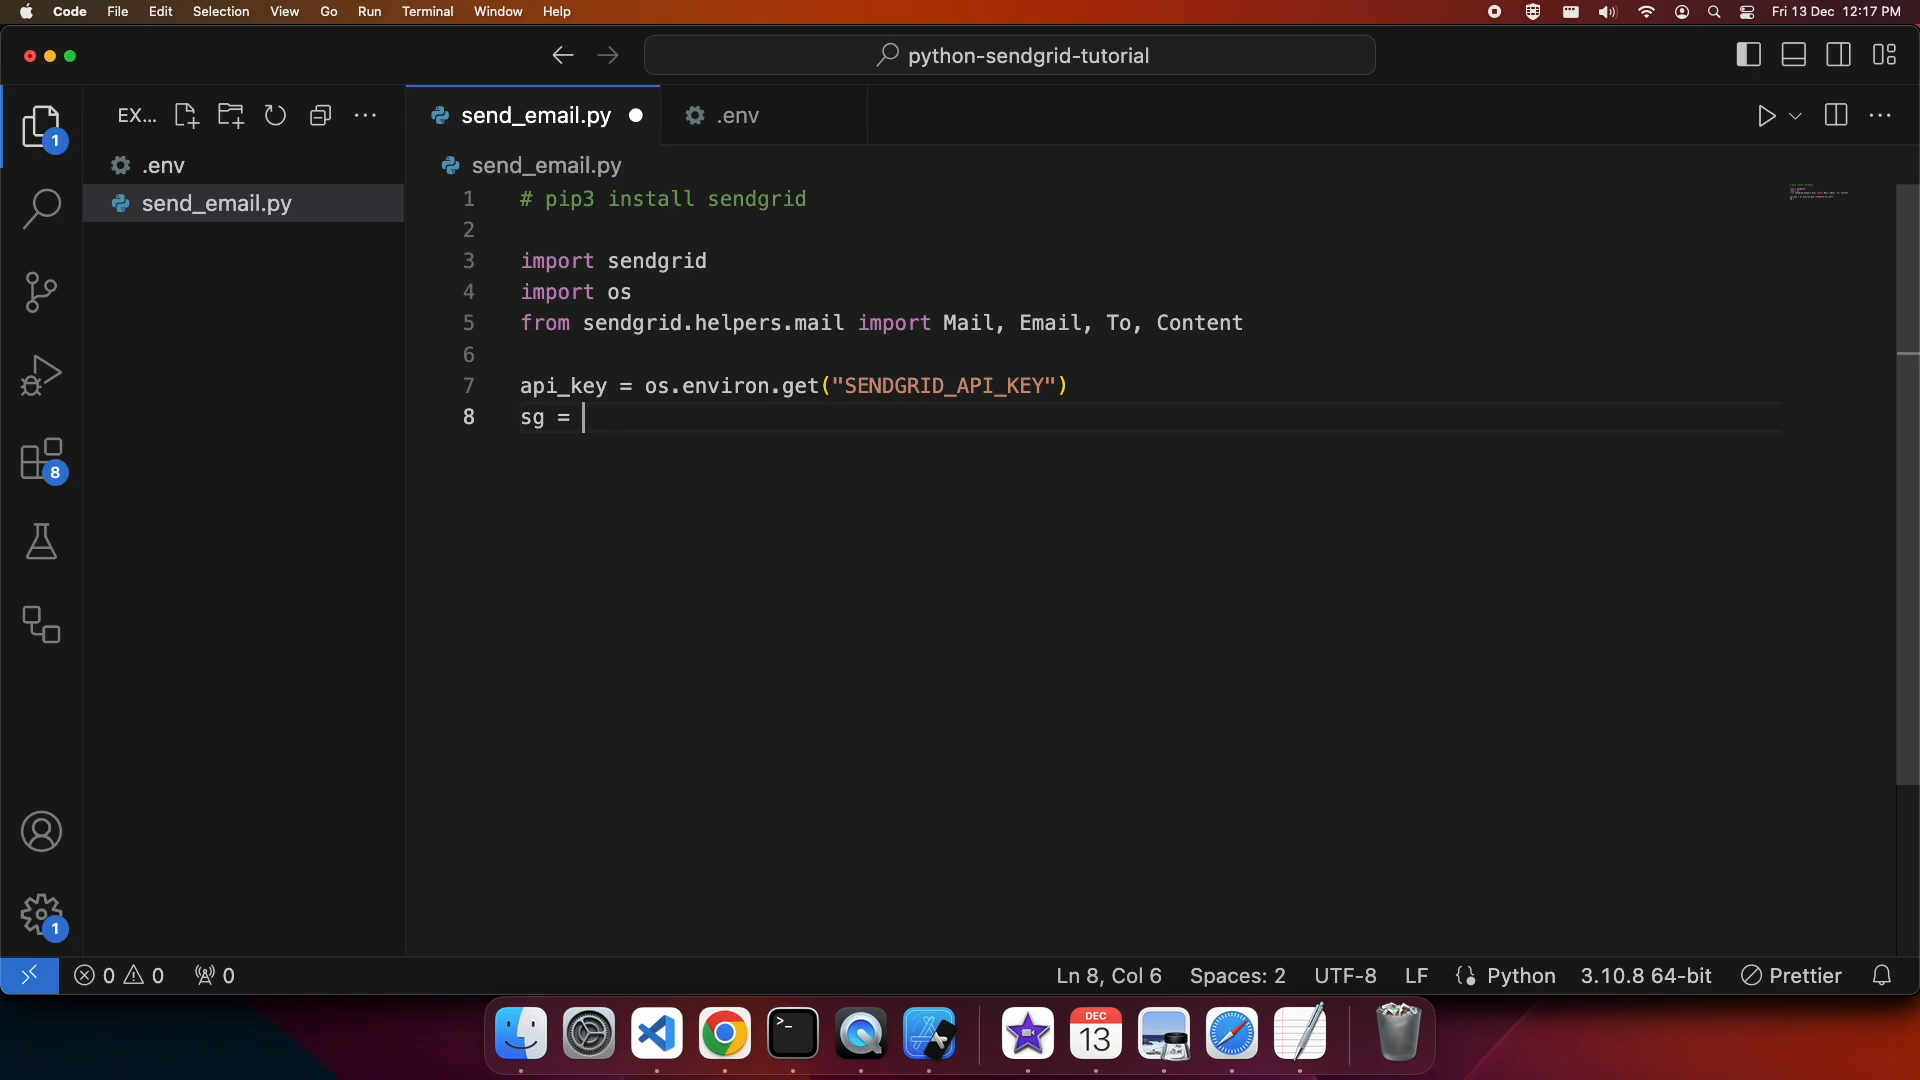 Code File Edit Selection View Go Run Terminal Window Help Fri 13 Dec 12:17 PM
python-sendgrid-tutorial
EX... send_email.py .env
1
.env
send_email.py
send_email.py
1 # pip3 install sendgrid
2
3 import sendgrid
4 import os
5 from sendgrid.helpers.mail import Mail, Email, To, Content
6
7 api_key = os.environ.get("SENDGRID_API_KEY")
8 sg =
8
1
0 0 0 Ln 8, Col 6 Spaces: 2 UTF-8 LF Python 3.10.8 64-bit Prettier
DEC
13